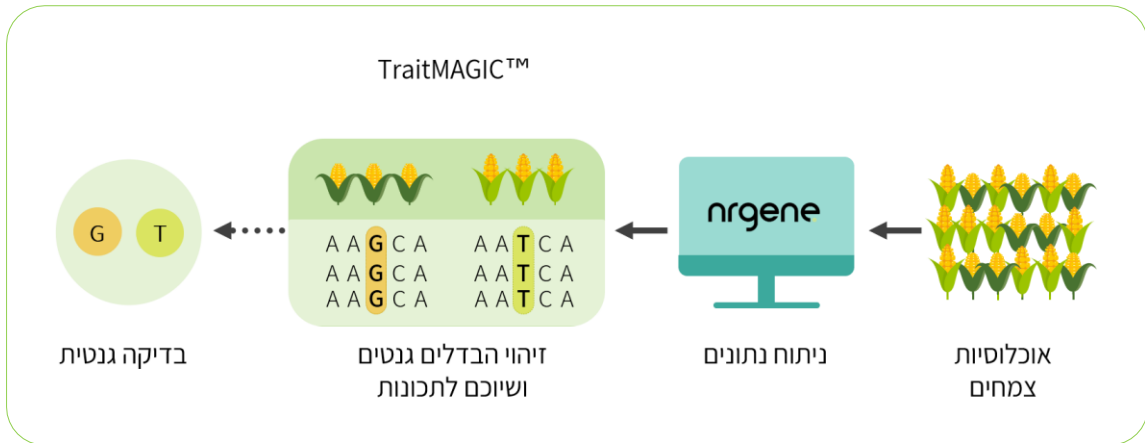 TraitMAGIC™
nrgene
A A G C A
A A G C A
A A G C A
A A T C A
A A T C A
A A T C A
G T
אוכלוסיות
צמחים
ניתוח נתונים
זיהוי הבדלים גנטים
ושיוכם לתכונות
בדיקה גנטית